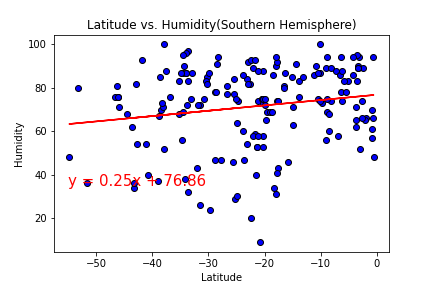 Latitude vs. Humidity(Southern Hemisphere)
100
80
60
40
20
Humidity
y = 0.25x + 76.86
−50
−40
−30
−20
−10
0
Latitude